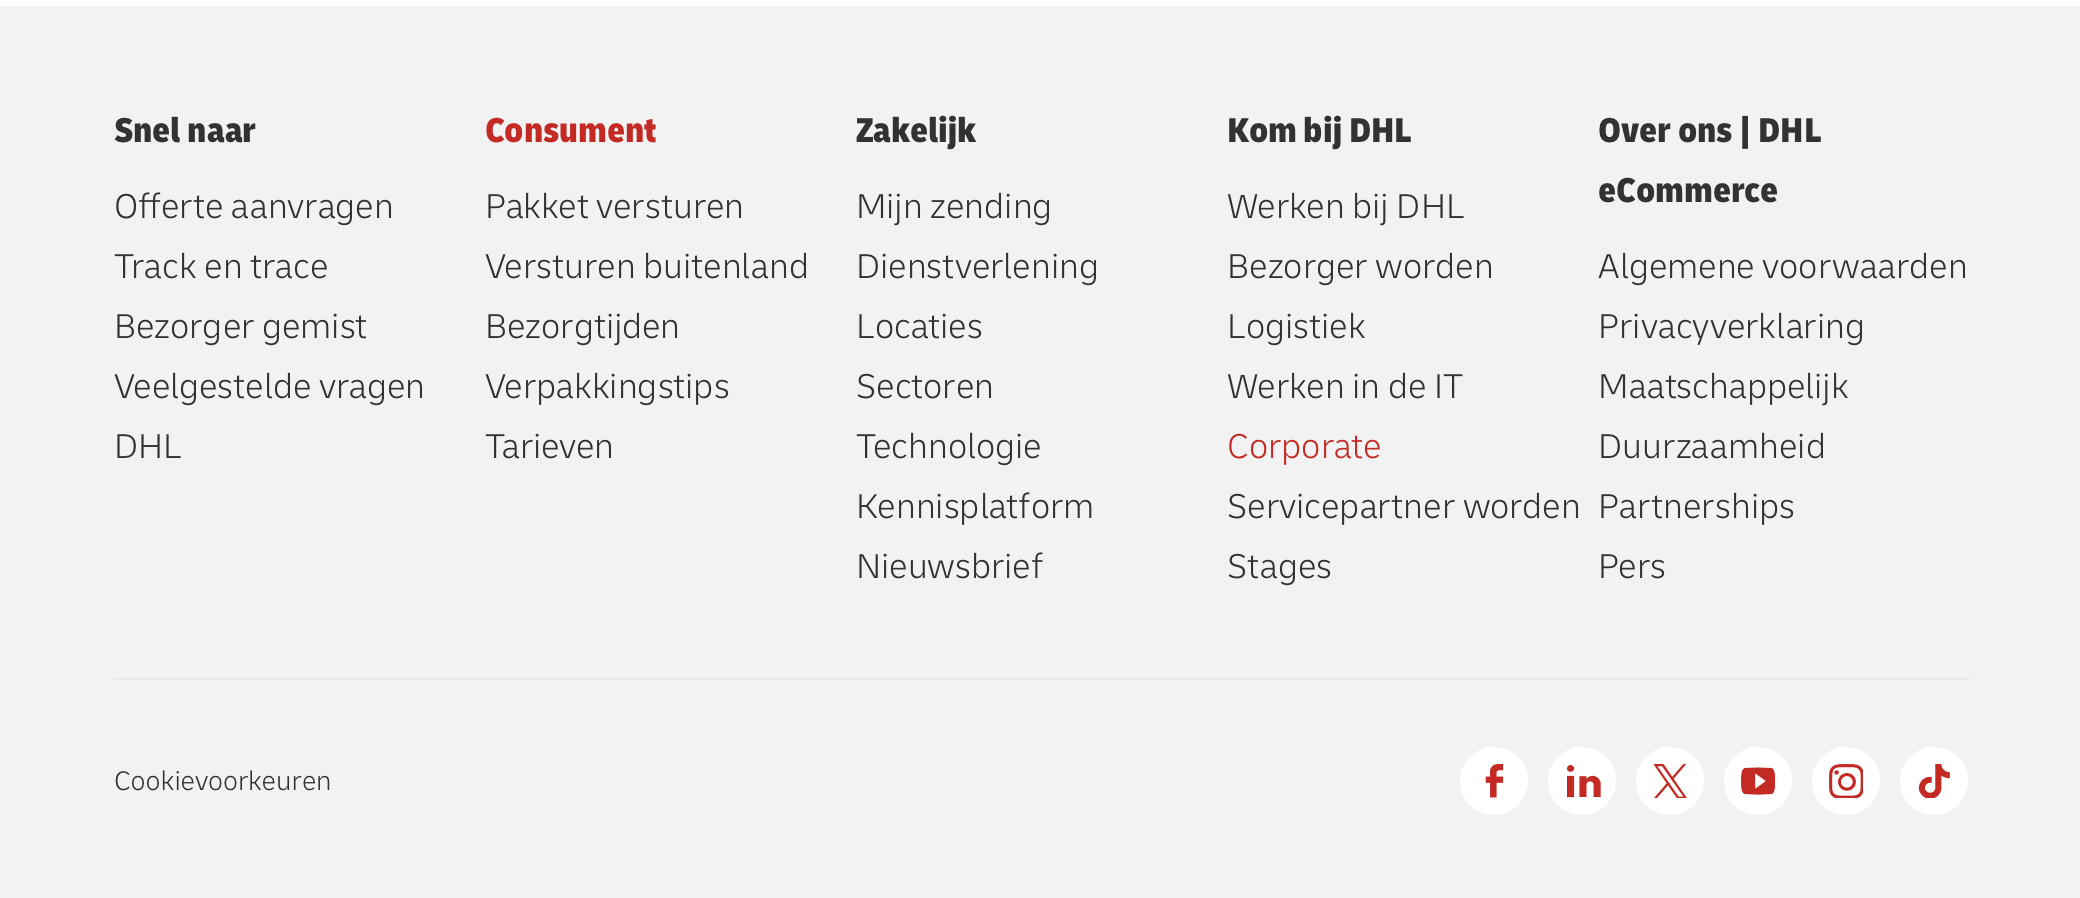 Snel naar
Offerte aanvragen
Track en trace
Bezorger gemist
Veelgestelde vragen
DHL
Consument
Pakket versturen
Versturen buitenland
Bezorgtijden
Verpakkingstips
Tarieven
Zakelijk
Mijn zending
Dienstverlening
Locaties
Sectoren
Technologie
Kennisplatform
Nieuwsbrief
Kom bij DHL
Werken bij DHL
Bezorger worden
Logistiek
Werken in de IT
Corporate
Servicepartner worden
Stages
Over ons | DHL
eCommerce
Algemene voorwaarden
Privacyverklaring
Maatschappelijk
Duurzaamheid
Partnerships
Pers
Cookievoorkeuren